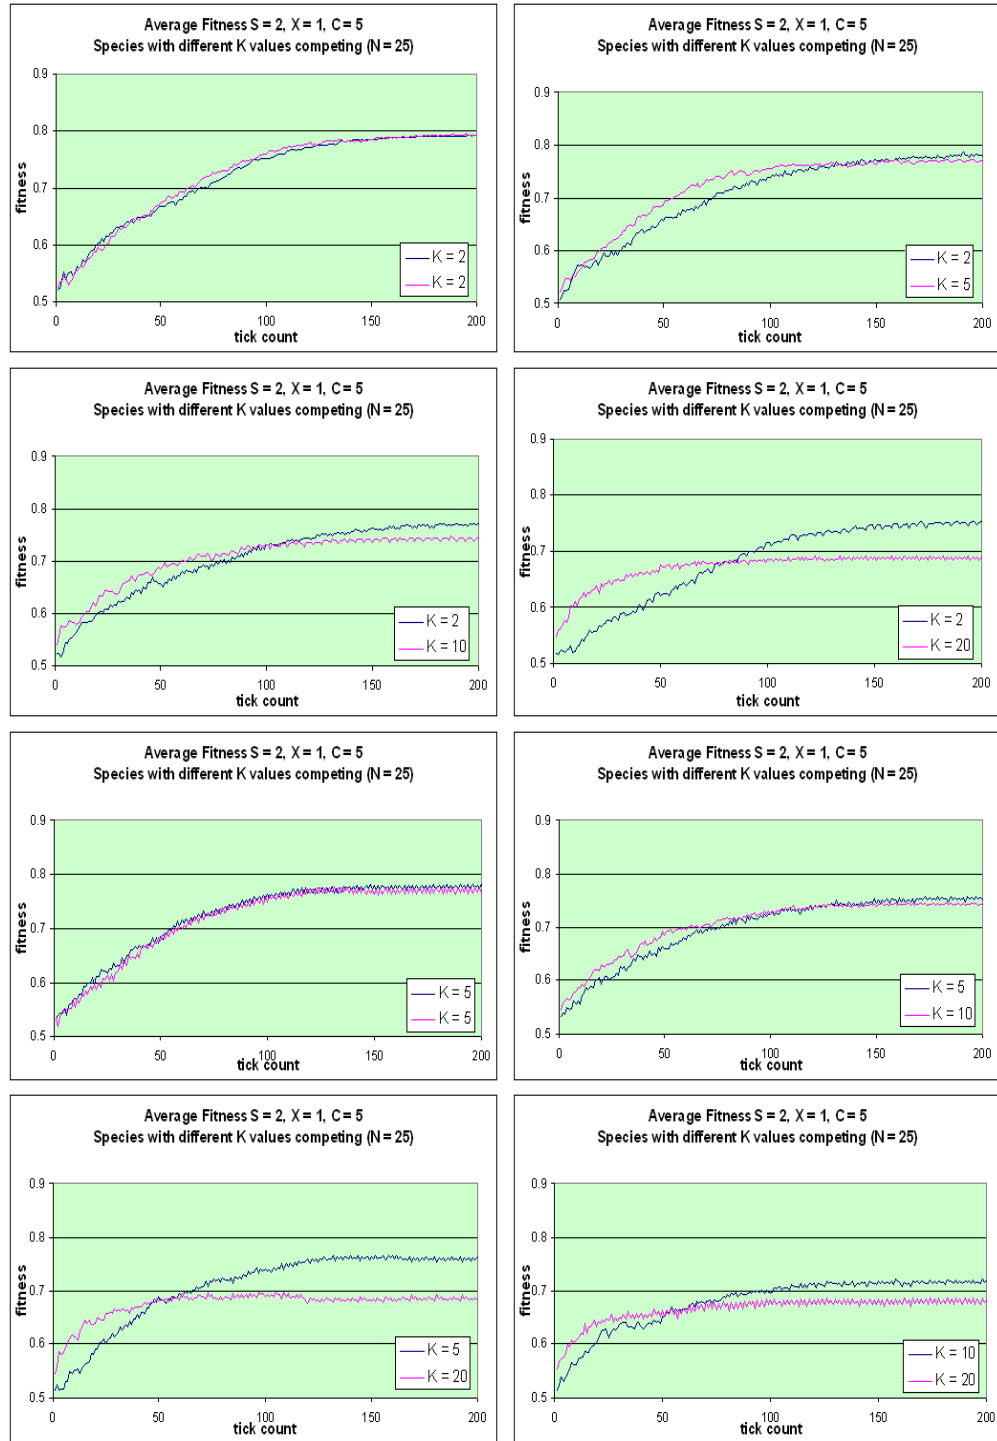 Average Fitness S = 2, X = 1, C = 5
Species with different K values competing (N = 25)
0.9
0.8
0.7
0.6
0.5
fitness
K = 2
K = 2
0 50 100 150 200
tick count
Average Fitness S = 2, X = 1, C = 5
Species with different K values competing (N = 25)
0.9
0.8
0.7
0.6
0.5
fitness
K = 2
K = 5
0 50 100 150 200
tick count
Average Fitness S = 2, X = 1, C = 5
Species with different K values competing (N = 25)
0.9
0.8
0.7
0.6
0.5
fitness
K = 2
K = 10
0 50 100 150 200
tick count
Average Fitness S = 2, X = 1, C = 5
Species with different K values competing (N = 25)
0.9
0.8
0.7
0.6
0.5
fitness
K = 2
K = 20
0 50 100 150 200
tick count
Average Fitness S = 2, X = 1, C = 5
Species with different K values competing (N = 25)
0.9
0.8
0.7
0.6
0.5
fitness
K = 5
K = 5
0 50 100 150 200
tick count
Average Fitness S = 2, X = 1, C = 5
Species with different K values competing (N = 25)
0.9
0.8
0.7
0.6
0.5
fitness
K = 5
K = 10
0 50 100 150 200
tick count
Average Fitness S = 2, X = 1, C = 5
Species with different K values competing (N = 25)
0.9
0.8
0.7
0.6
0.5
fitness
K = 5
K = 20
0 50 100 150 200
tick count
Average Fitness S = 2, X = 1, C = 5
Species with different K values competing (N = 25)
0.9
0.8
0.7
0.6
0.5
fitness
K = 10
K = 20
0 50 100 150 200
tick count